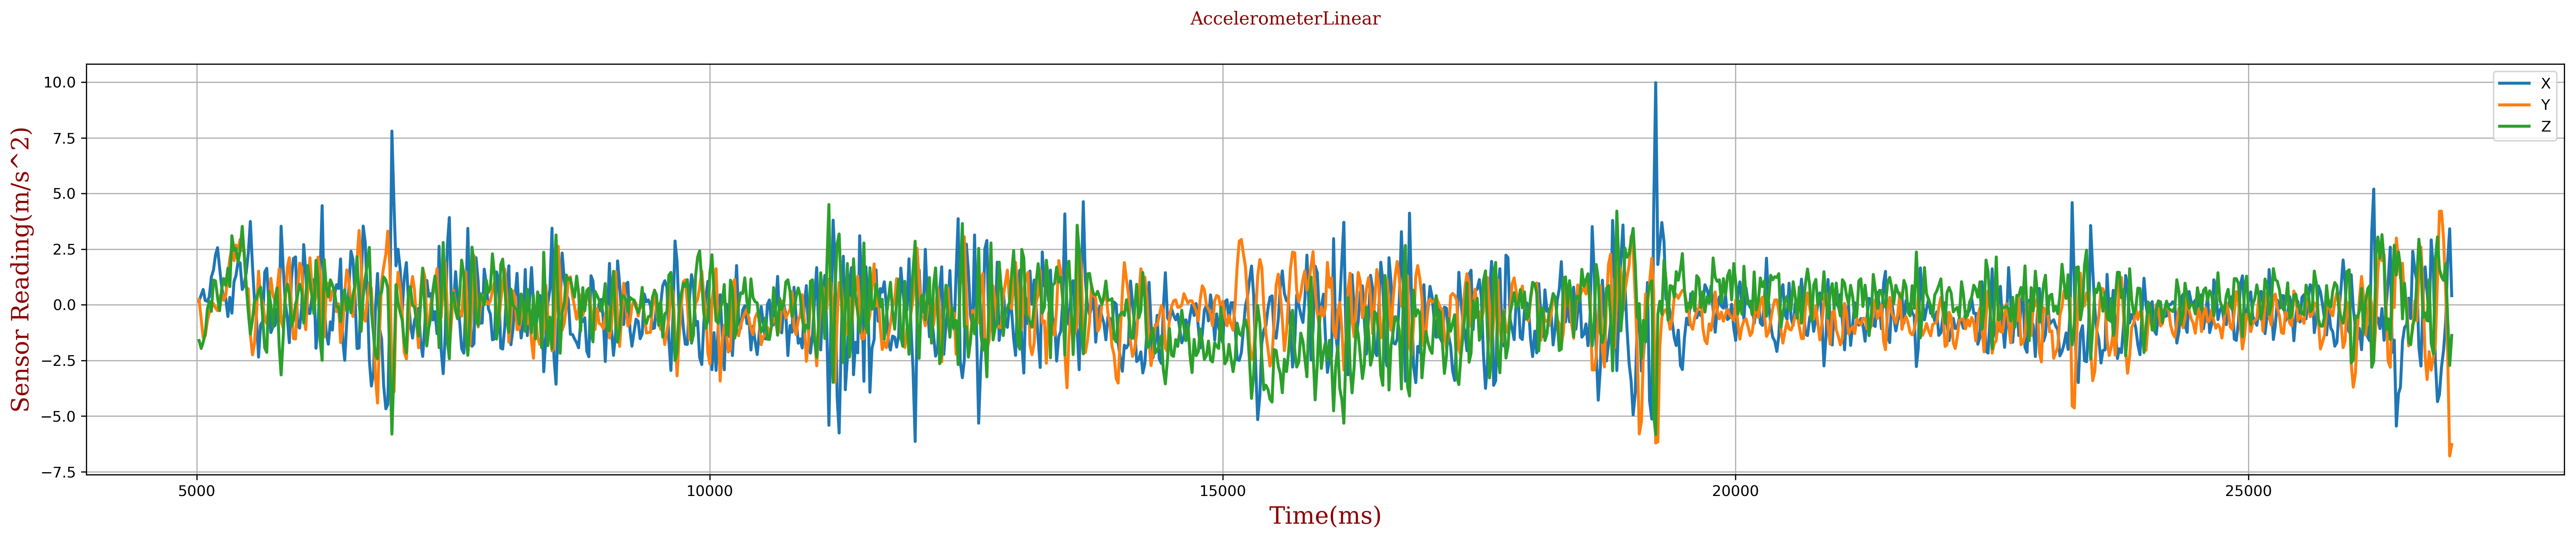 AccelerometerLinear
10.0
7.5
5.0
2.5
0.0
−2.5
−5.0
−7.5
Sensor Reading(m/s^2)
X
Y
Z
5000 10000 15000 20000 25000
Time(ms)